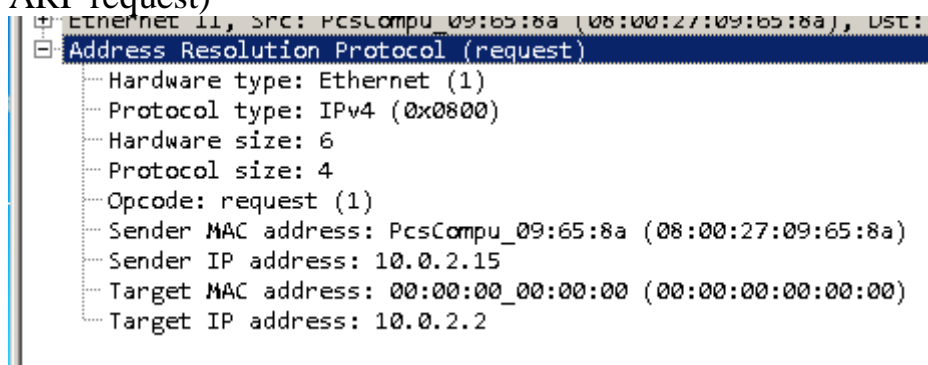 ARP request)
Ethernet II, Src: PcsCompu_09:65:8a (08:00:27:09:65:8a), Dst:
Address Resolution Protocol (request)
Hardware type: Ethernet (1)
Protocol type: IPv4 (0x0800)
Hardware size: 6
Protocol size: 4
Opcode: request (1)
Sender MAC address: PcsCompu_09:65:8a (08:00:27:09:65:8a)
Sender IP address: 10.0.2.15
Target MAC address: 00:00:00_00:00:00 (00:00:00:00:00:00)
Target IP address: 10.0.2.2